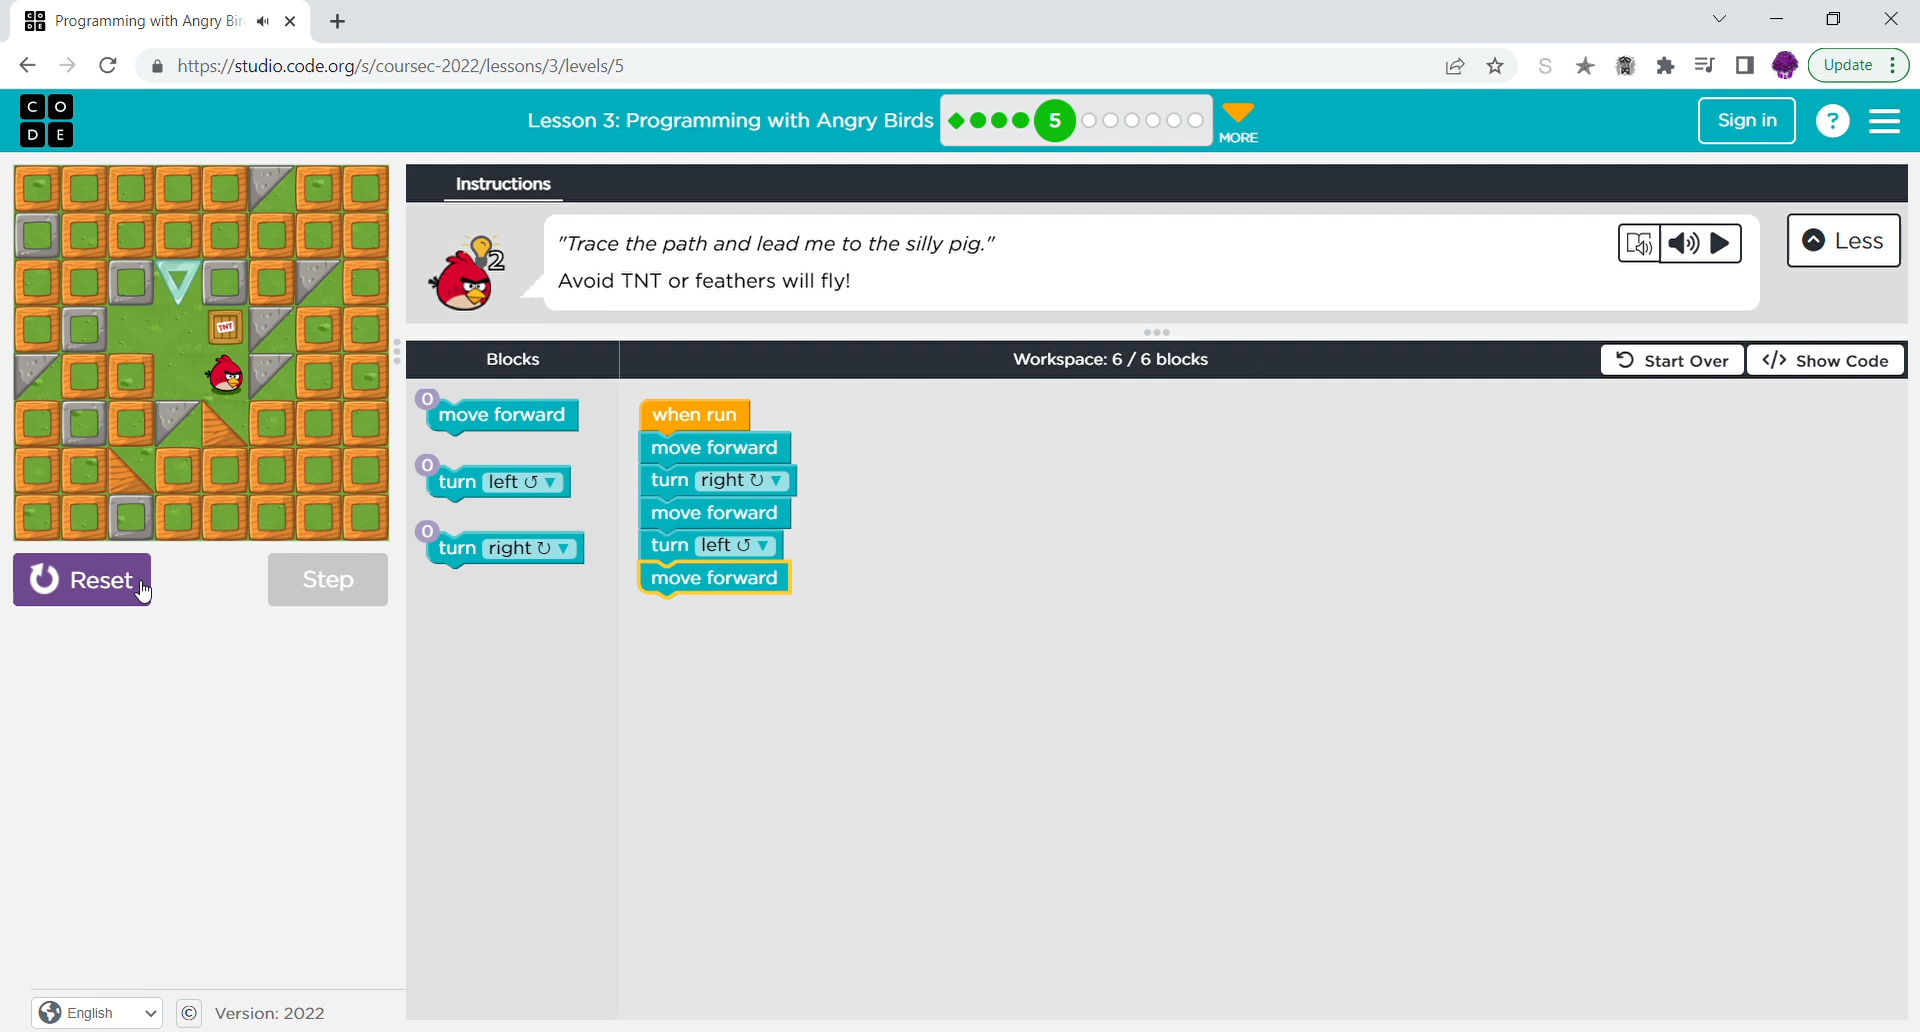 Programming with Angry Bir
https://studio.code.org/s/coursec-2022/lessons/3/levels/5
S
Update
C O
D E
Lesson 3: Programming with Angry Birds
5
MORE
Sign in
?
Instructions
"Trace the path and lead me to the silly pig."
Avoid TNT or feathers will fly!
2
Less
TNT
Blocks
Workspace: 6 / 6 blocks
Start Over
</> Show Code
0
move forward
0
turn left ↺ ▼
0
turn right ↻ ▼
when run
move forward
turn right ↻ ▼
move forward
turn left ↺ ▼
move forward
Reset
Step
English
© Version: 2022